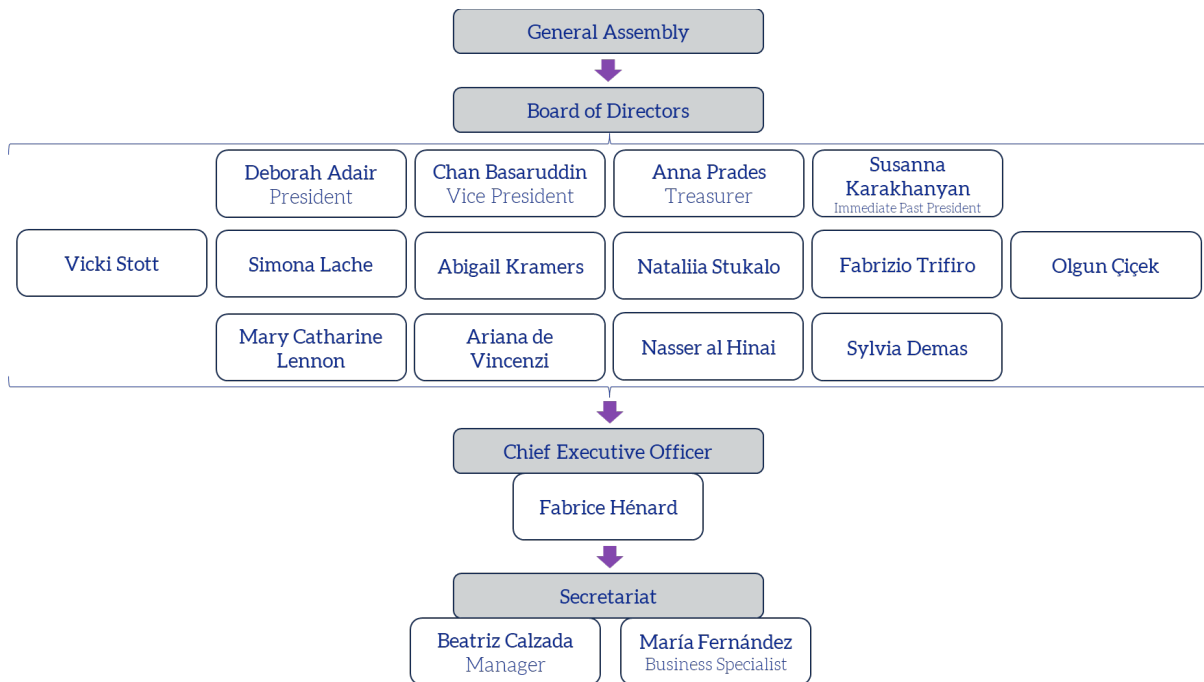 General Assembly
Board of Directors
Deborah Adair
President
Chan Basaruddin
Vice President
Anna Prades
Treasurer
Susanna
Karakhanyan
Immediate Past President
Vicki Stott
Simona Lache
Abigail Kramers
Nataliia Stukalo
Fabrizio Trifiro
Olgun Çiçek
Mary Catharine
Lennon
Ariana de
Vincenzi
Nasser al Hinai
Sylvia Demas
Chief Executive Officer
Fabrice Hénard
Secretariat
Beatriz Calzada
Manager
María Fernández
Business Specialist